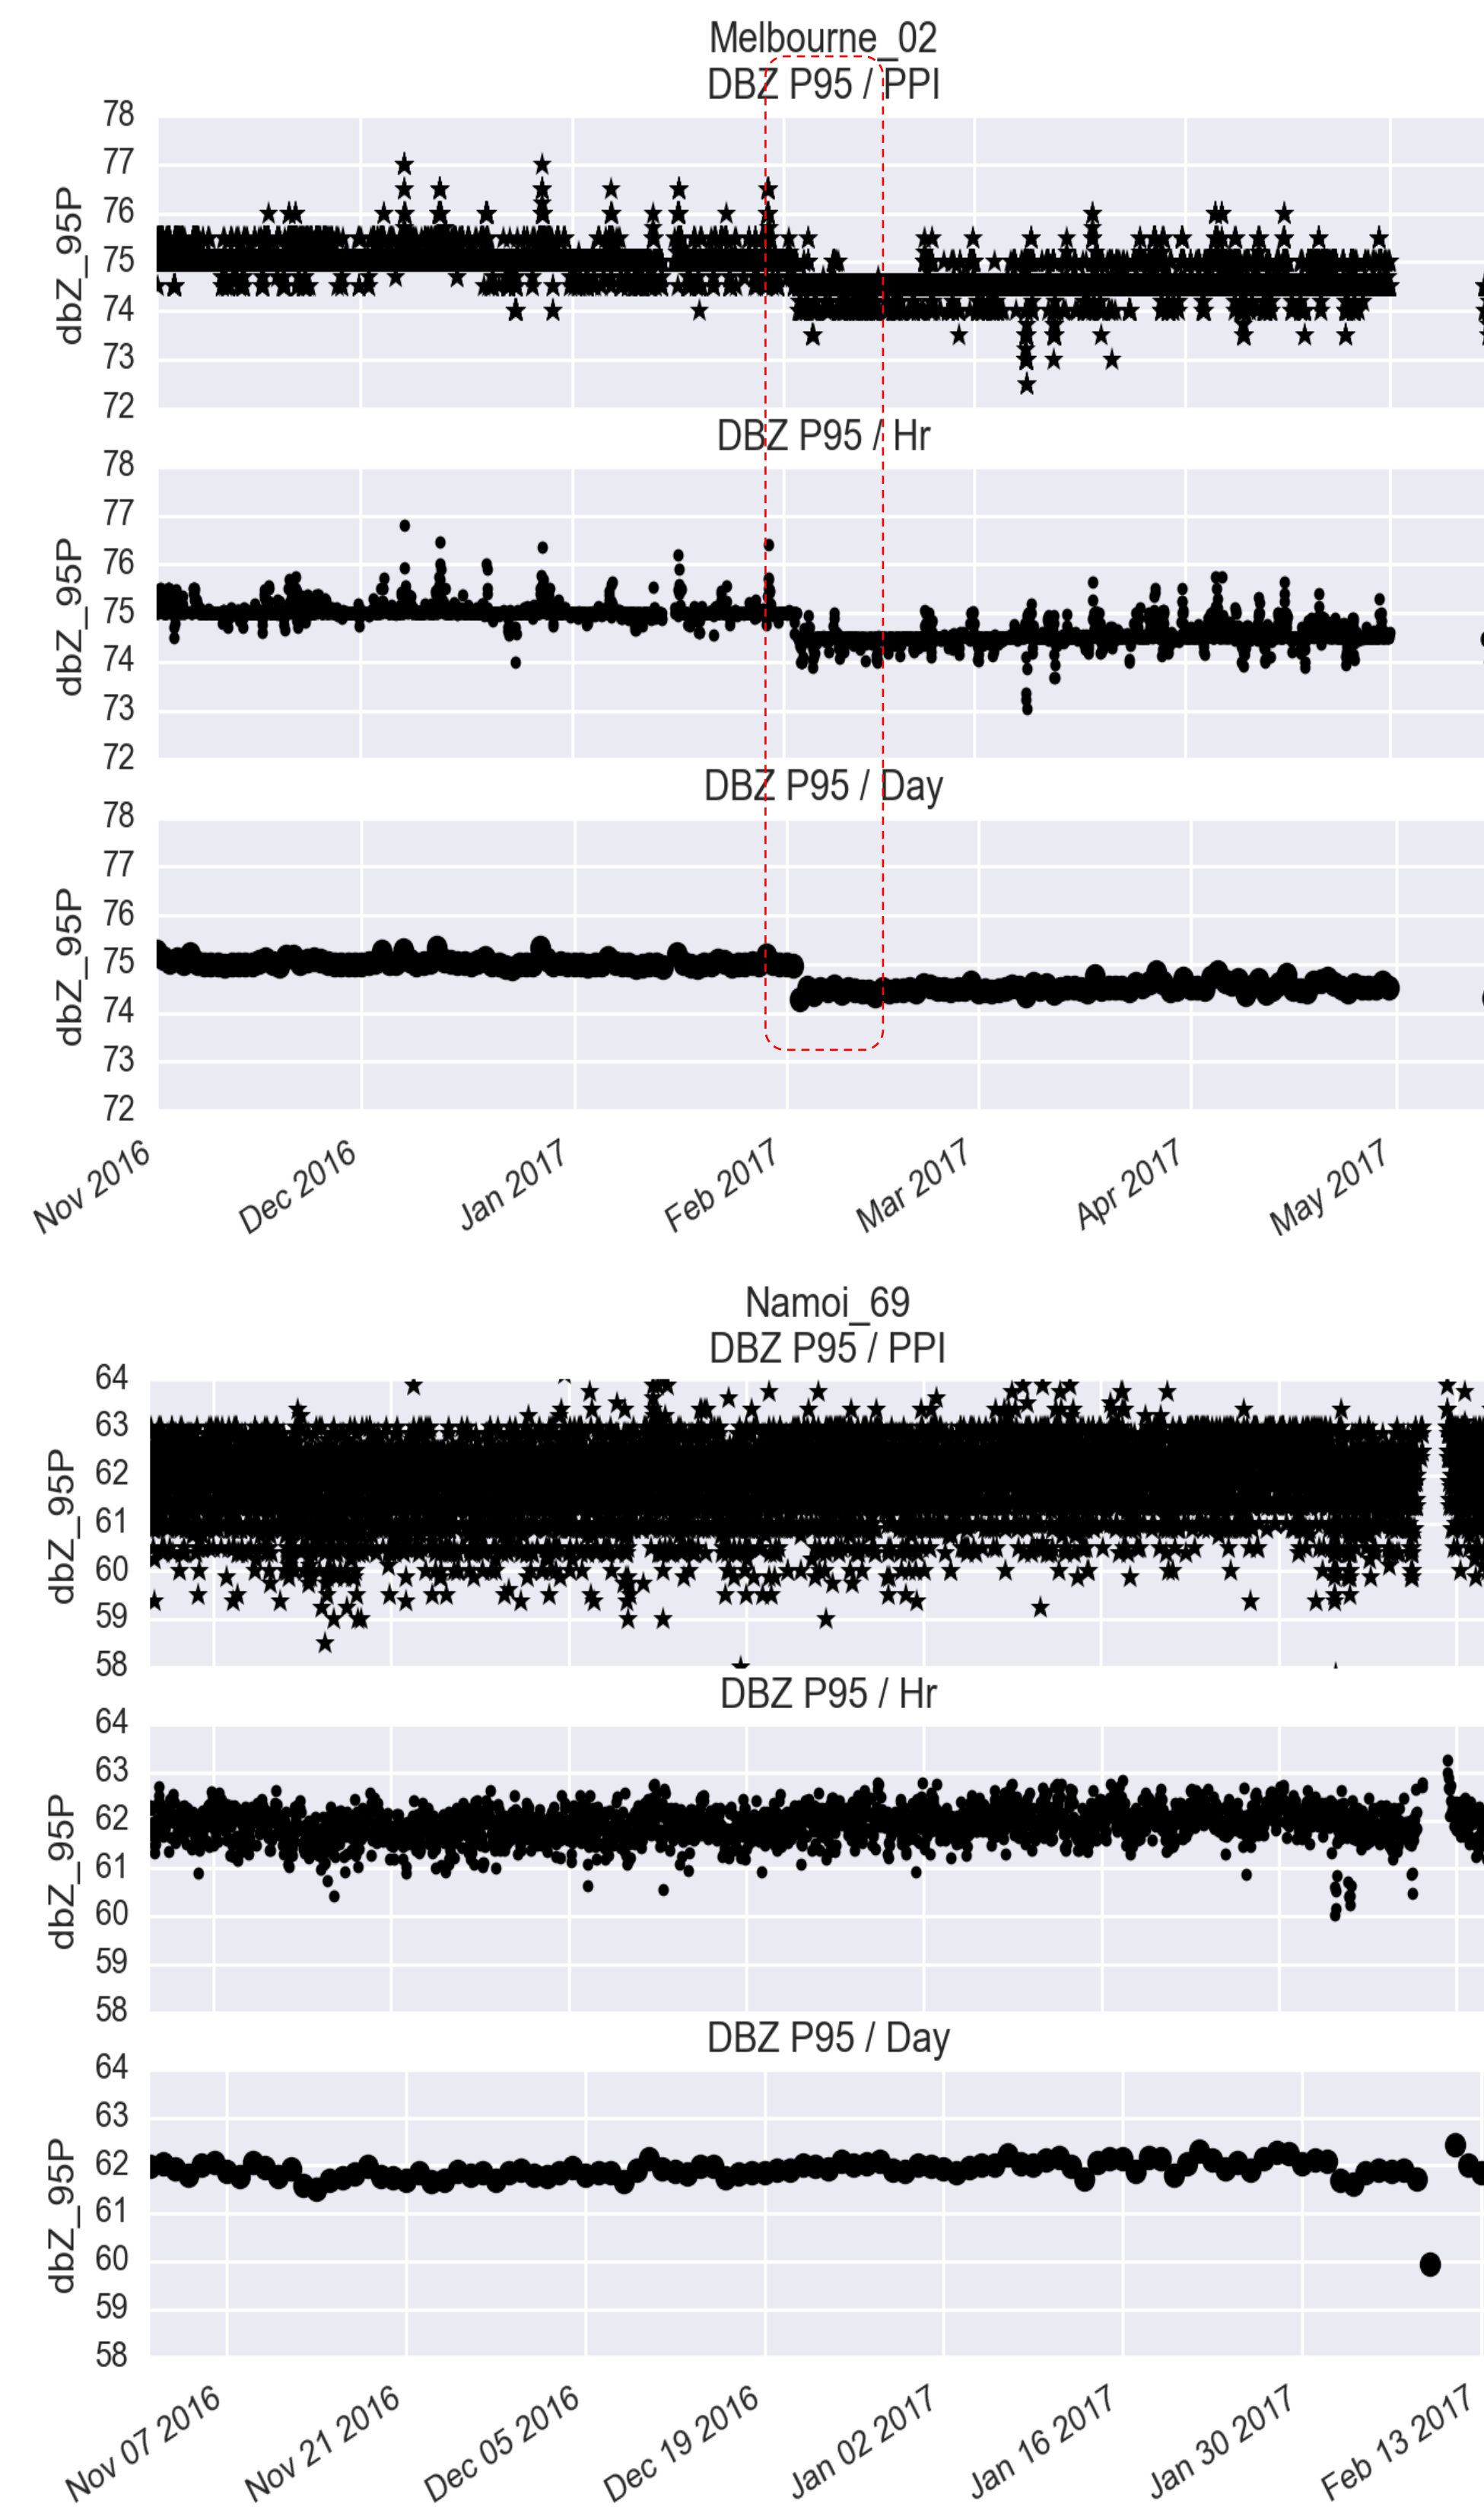 Melbourne_02
DBZ P95 / PPI
78
77
76
75
74
73
72
dbZ_95P
DBZ P95 / Hr
78
77
76
75
74
73
72
dbZ_95P
DBZ P95 / Day
78
77
76
75
74
73
72
dbZ_95P
Nov 2016
Dec 2016
Jan 2017
Feb 2017
Mar 2017
Apr 2017
May 2017
Namoi_69
DBZ P95 / PPI
64
63
62
61
60
59
58
dbZ_95P
DBZ P95 / Hr
64
63
62
61
60
59
58
dbZ_95P
DBZ P95 / Day
64
63
62
61
60
59
58
dbZ_95P
Nov 07 2016
Nov 21 2016
Dec 05 2016
Dec 19 2016
Jan 02 2017
Jan 16 2017
Jan 30 2017
Feb 13 2017